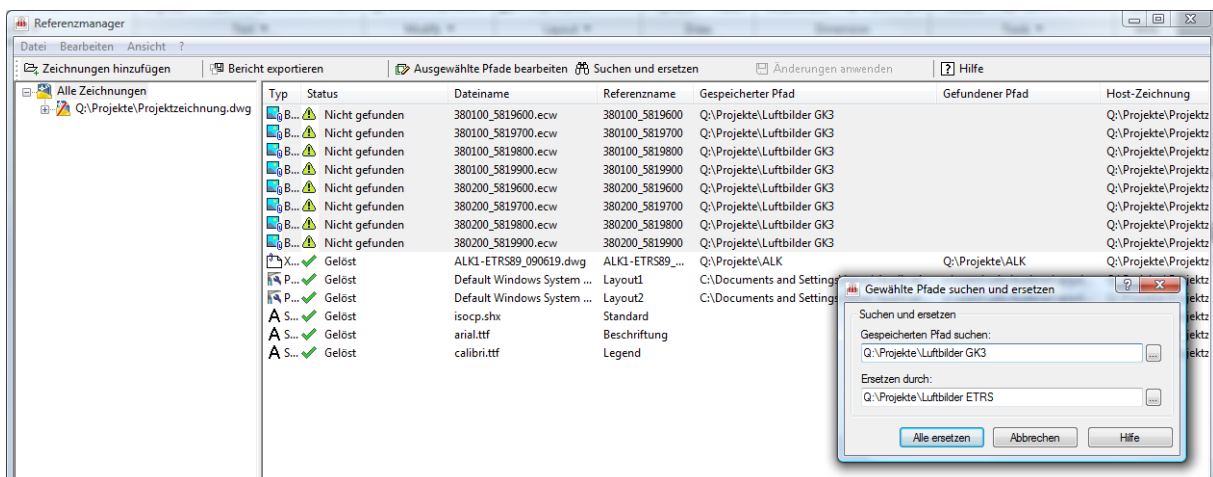 Referenzmanager
Datei Bearbeiten Ansicht ?
Zeichnungen hinzufügen Bericht exportieren Ausgewählte Pfade bearbeiten Suchen und ersetzen Änderungen anwenden Hilfe
Alle Zeichnungen
Q:\Projekte\Projektzeichnung.dwg
Typ Status Dateiname Referenzname Gespeicherter Pfad Gefundener Pfad Host-Zeichnung
B... Nicht gefunden 380100_5819600.ecw 380100_5819600 Q:\Projekte\Luftbilder GK3 Q:\Projekte\Projektz
B... Nicht gefunden 380100_5819700.ecw 380100_5819700 Q:\Projekte\Luftbilder GK3 Q:\Projekte\Projektz
B... Nicht gefunden 380100_5819800.ecw 380100_5819800 Q:\Projekte\Luftbilder GK3 Q:\Projekte\Projektz
B... Nicht gefunden 380100_5819900.ecw 380100_5819900 Q:\Projekte\Luftbilder GK3 Q:\Projekte\Projektz
B... Nicht gefunden 380200_5819600.ecw 380200_5819600 Q:\Projekte\Luftbilder GK3 Q:\Projekte\Projektz
B... Nicht gefunden 380200_5819700.ecw 380200_5819700 Q:\Projekte\Luftbilder GK3 Q:\Projekte\Projektz
B... Nicht gefunden 380200_5819800.ecw 380200_5819800 Q:\Projekte\Luftbilder GK3 Q:\Projekte\Projektz
B... Nicht gefunden 380200_5819900.ecw 380200_5819900 Q:\Projekte\Luftbilder GK3 Q:\Projekte\Projektz
X... Gelöst ALK1-ETRS89_090619.dwg ALK1-ETRS89_... Q:\Projekte\ALK Q:\Projekte\ALK Q:\Projekte\Projektz
P... Gelöst Default Windows System ... Layout1 C:\Documents and Settings
P... Gelöst Default Windows System ... Layout2 C:\Documents and Settings
S... Gelöst isocp.shx Standard
S... Gelöst arial.ttf Beschriftung
S... Gelöst calibri.ttf Legend
Gewählte Pfade suchen und ersetzen
Suchen und ersetzen
Gespeicherten Pfad suchen:
Q:\Projekte\Luftbilder GK3
...
Ersetzen durch:
Q:\Projekte\Luftbilder ETRS
...
Alle ersetzen Abbrechen Hilfe